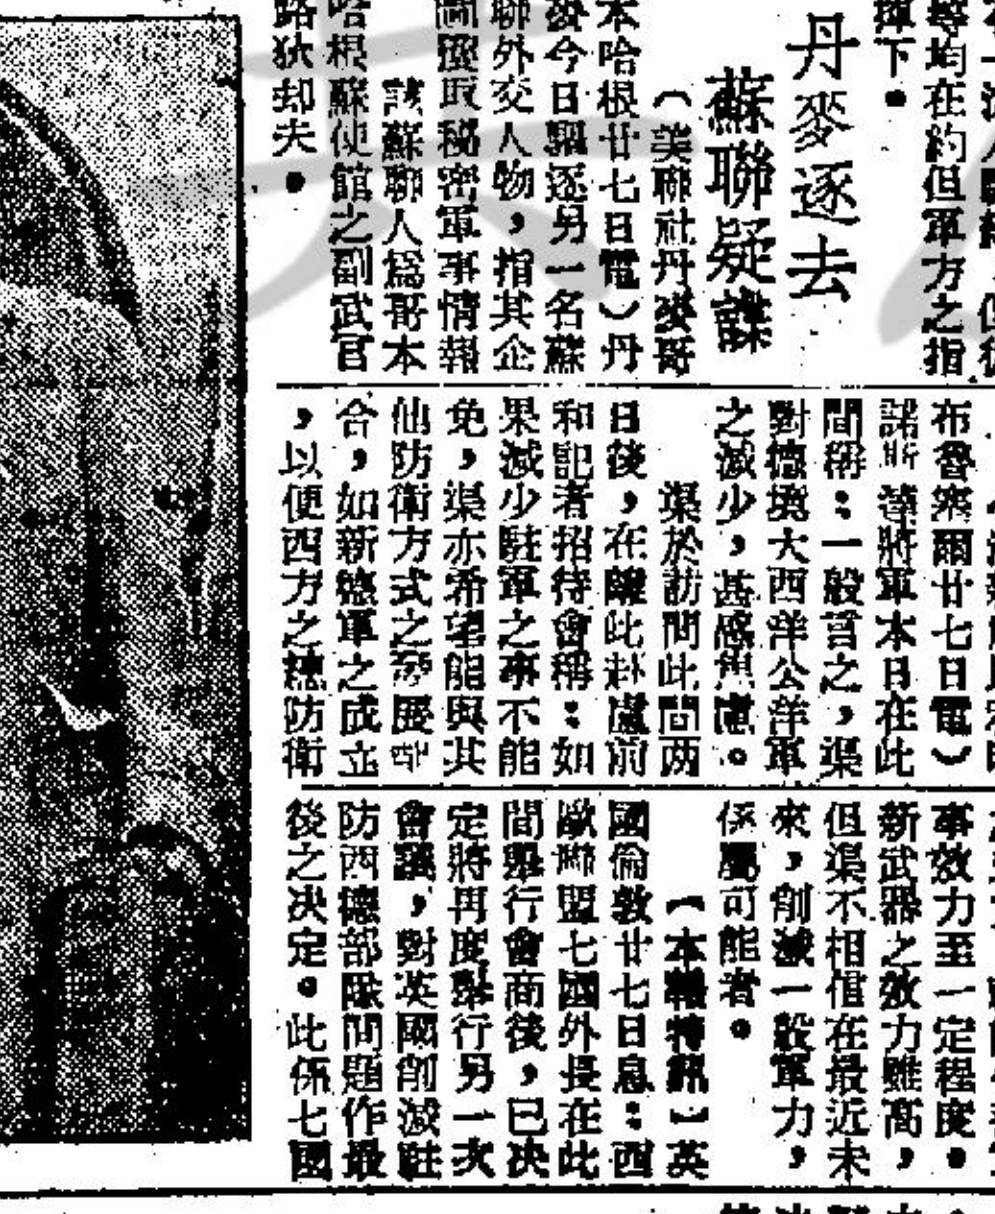 等均在約但軍方之指
揮下。
丹麥逐去
蘇聯疑諜
（美聯社丹麥哥
本哈根廿七日電）丹
麥今日驅逐另一名蘇
聯外交人物，指其企
圖獲取秘密軍事情報
該蘇聯人為哥本
哈根蘇使館之副武官
路狄却夫。
布魯塞爾廿七日電）
諾斯達將軍本日在此
間稱：一般言之，渠
對德境大西洋公洋軍
之減少，甚感焦慮。
渠於訪問此間两
日後，在離此赴盧前
和記者招待會稱：如
果減少駐軍之事不能
免，渠亦希望能與其
他防衛方式之發展
合，如新德軍之成立
，以便西方之總防衛
事效力至一定程度。
新武器之效力雖高，
但渠不相信在最近未
來，削減一般軍力，
係屬可能者。
（本報特訊）英
國倫敦廿七日息：西
歐聯盟七國外長在此
間舉行會商後，已决
定將再度舉行另一次
會議，對英國削減駐
防西德部隊問題作最
後之决定。此係七國